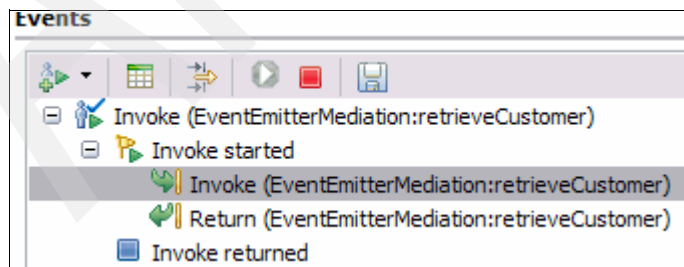 Events
Invoke (EventEmitterMediation:retrieveCustomer)
Invoke started
Invoke (EventEmitterMediation:retrieveCustomer)
Return (EventEmitterMediation:retrieveCustomer)
Invoke returned